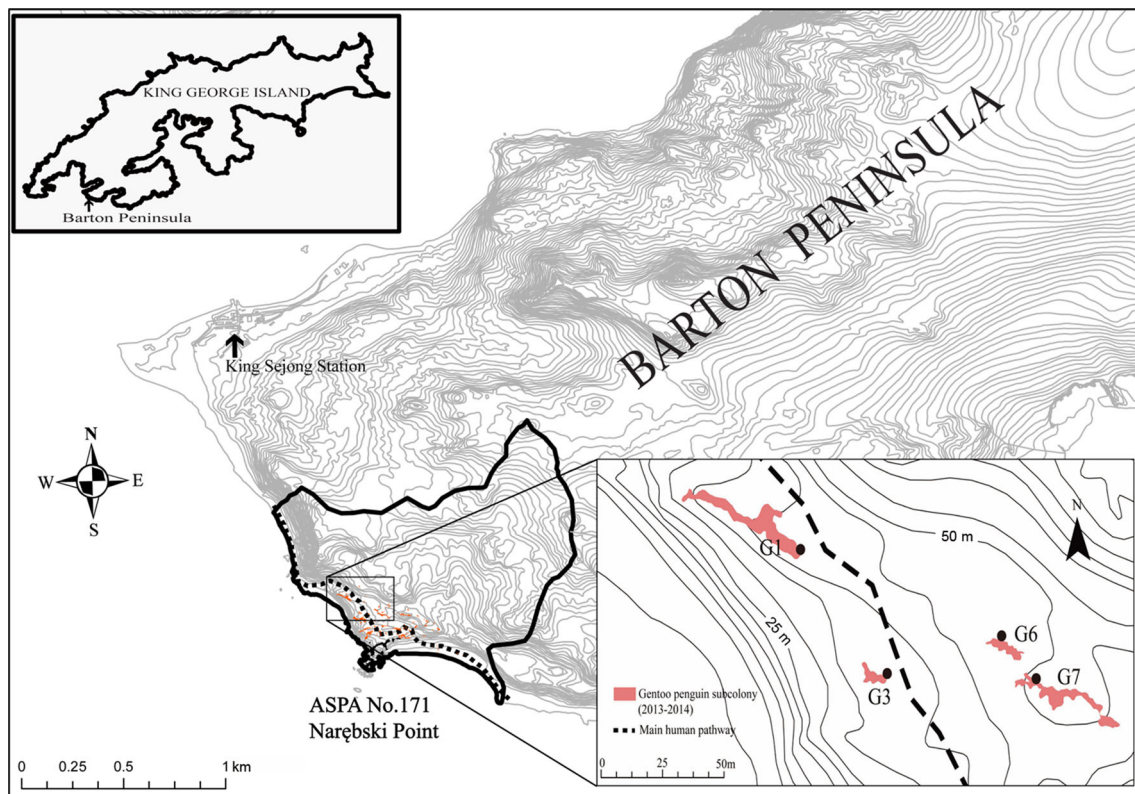 KING GEORGE ISLAND
Barton Peninsula
BARTON PENINSULA
King Sejong Station
N
W
E
S
ASPA No.171
Narębski Point
0 0.25 0.5 1 km
N
50 m
25 m
G1
G3
G6
G7
Gentoo penguin subcolony
(2013-2014)
Main human pathway
0 25 50m